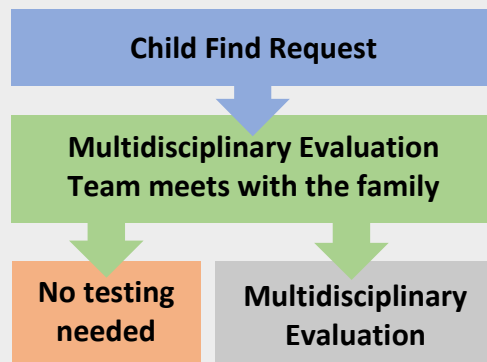 Child Find Request
Multidisciplinary Evaluation
Team meets with the family
No testing
needed
Multidisciplinary
Evaluation